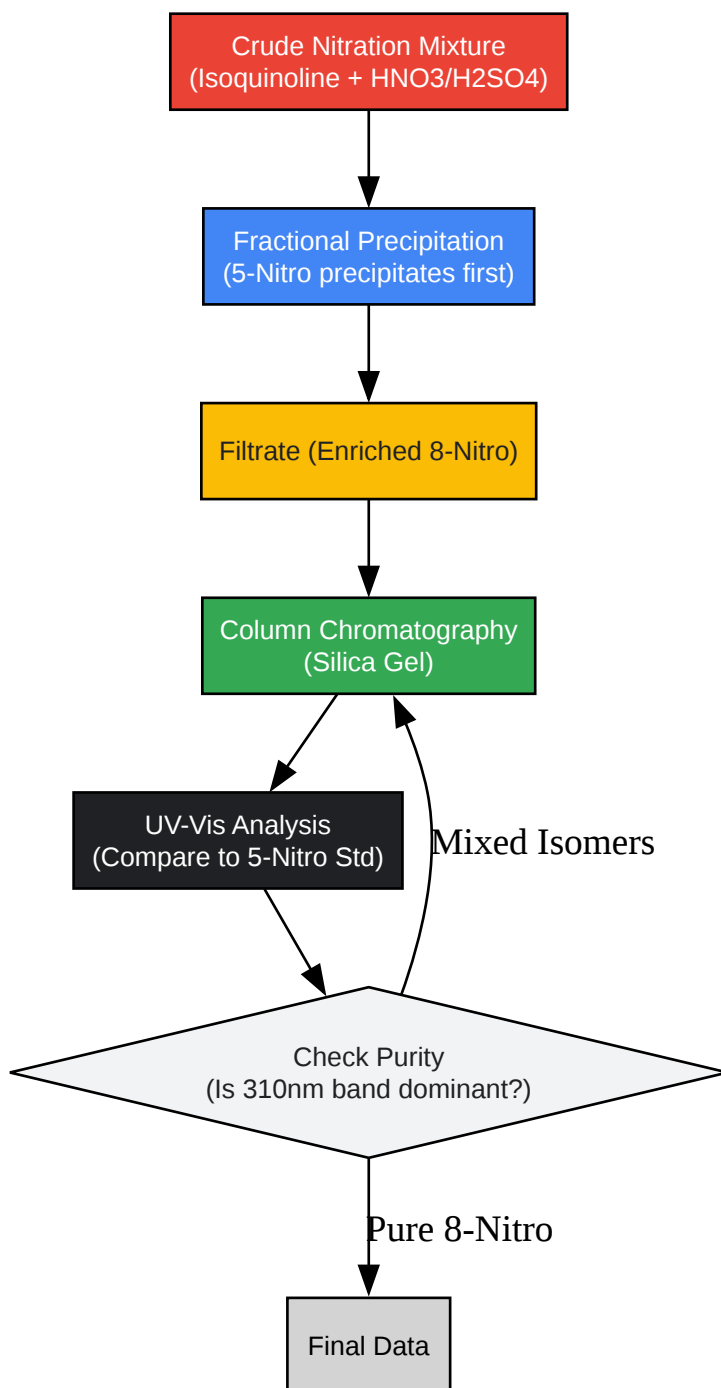 Crude Nitration Mixture
(Isoquinoline + HNO3/H2SO4)
Fractional Precipitation
(5-Nitro precipitates first)
Filtrate (Enriched 8-Nitro)
Column Chromatography
(Silica Gel)
UV-Vis Analysis
(Compare to 5-Nitro Std)
Mixed Isomers
Check Purity
(Is 310nm band dominant?)
Pure 8-Nitro
Final Data